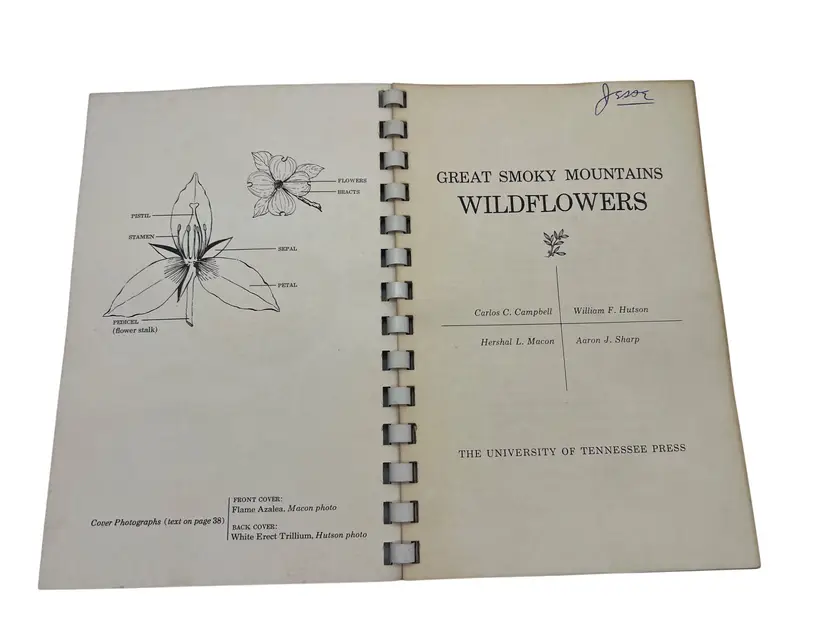 FLOWERS
BRACTS
PISTIL
STAMEN
SEPAL
PETAL
PEDICEL
(flower stalk)
Cover Photographs (text on page 38)
FRONT COVER:
Flame Azalea, Macon photo
BACK COVER:
White Erect Trillium, Hutson photo
Jesse
GREAT SMOKY MOUNTAINS
WILDFLOWERS
Carlos C. Campbell William F. Hutson
Hershal L. Macon Aaron J. Sharp
THE UNIVERSITY OF TENNESSEE PRESS